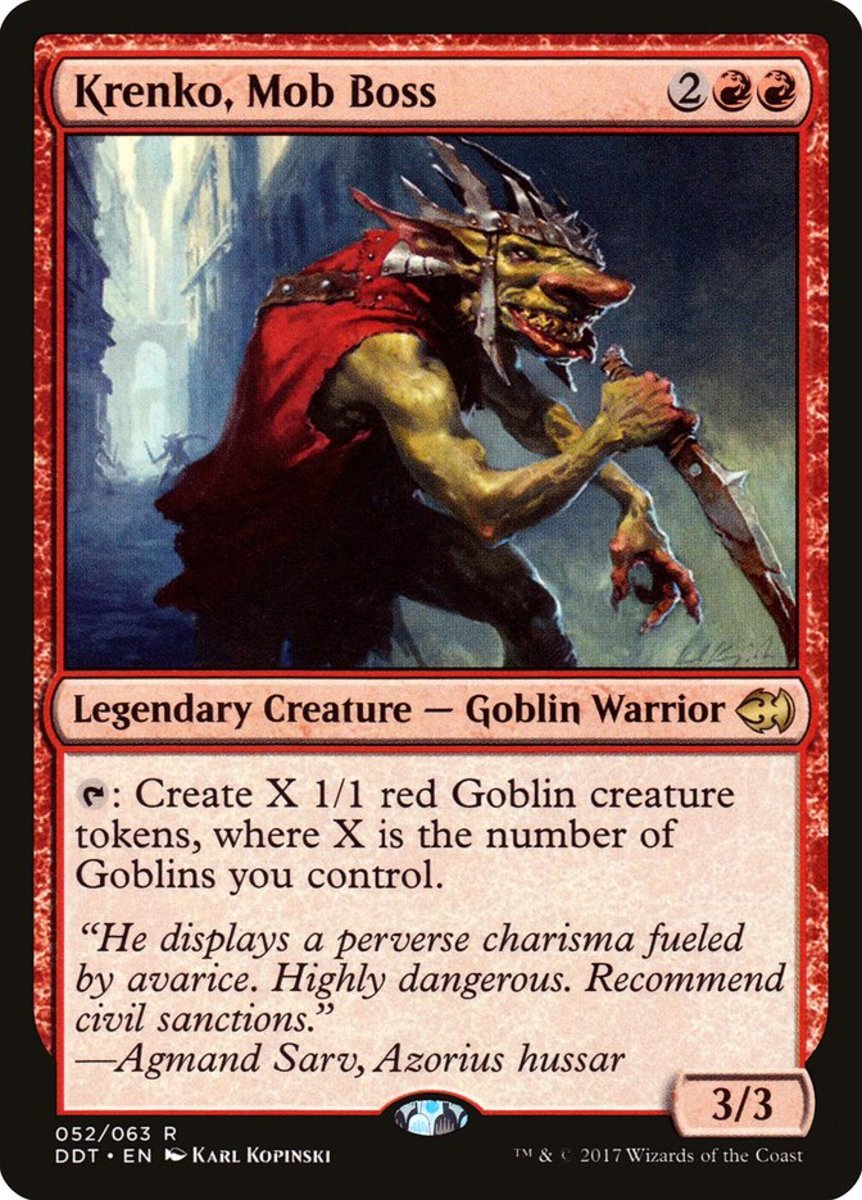 Krenko, Mob Boss 2
Legendary Creature — Goblin Warrior
: Create X 1/1 red Goblin creature
tokens, where X is the number of
Goblins you control.
“He displays a perverse charisma fueled
by avarice. Highly dangerous. Recommend
civil sanctions.”
—Agmand Sarv, Azorius hussar
3/3
052/063 R
DDT • EN Karl Kopinski
™ & © 2017 Wizards of the Coast